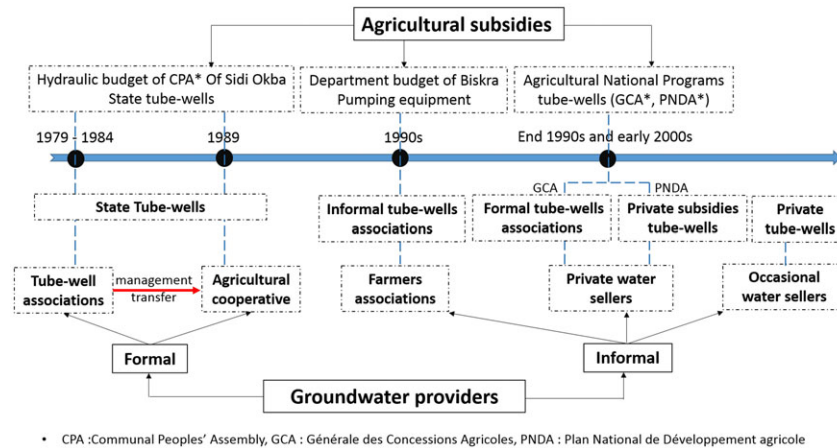 Agricultural subsidies
Hydraulic budget of CPA* Of Sidi Okba
State tube-wells
Department budget of Biskra
Pumping equipment
Agricultural National Programs
tube-wells (GCA*, PNDA*)
1979 - 1984
1989
1990s
End 1990s and early 2000s
GCA
PNDA
State Tube-wells
Informal tube-wells
associations
Formal tube-wells
associations
Private subsidies
tube-wells
Private
tube-wells
Tube-well
associations
management
transfer
Agricultural
cooperative
Farmers
associations
Private water
sellers
Occasional
water sellers
Formal
Informal
Groundwater providers
• CPA :Communal Peoples' Assembly, GCA : Générale des Concessions Agricoles, PNDA : Plan National de Développement agricole